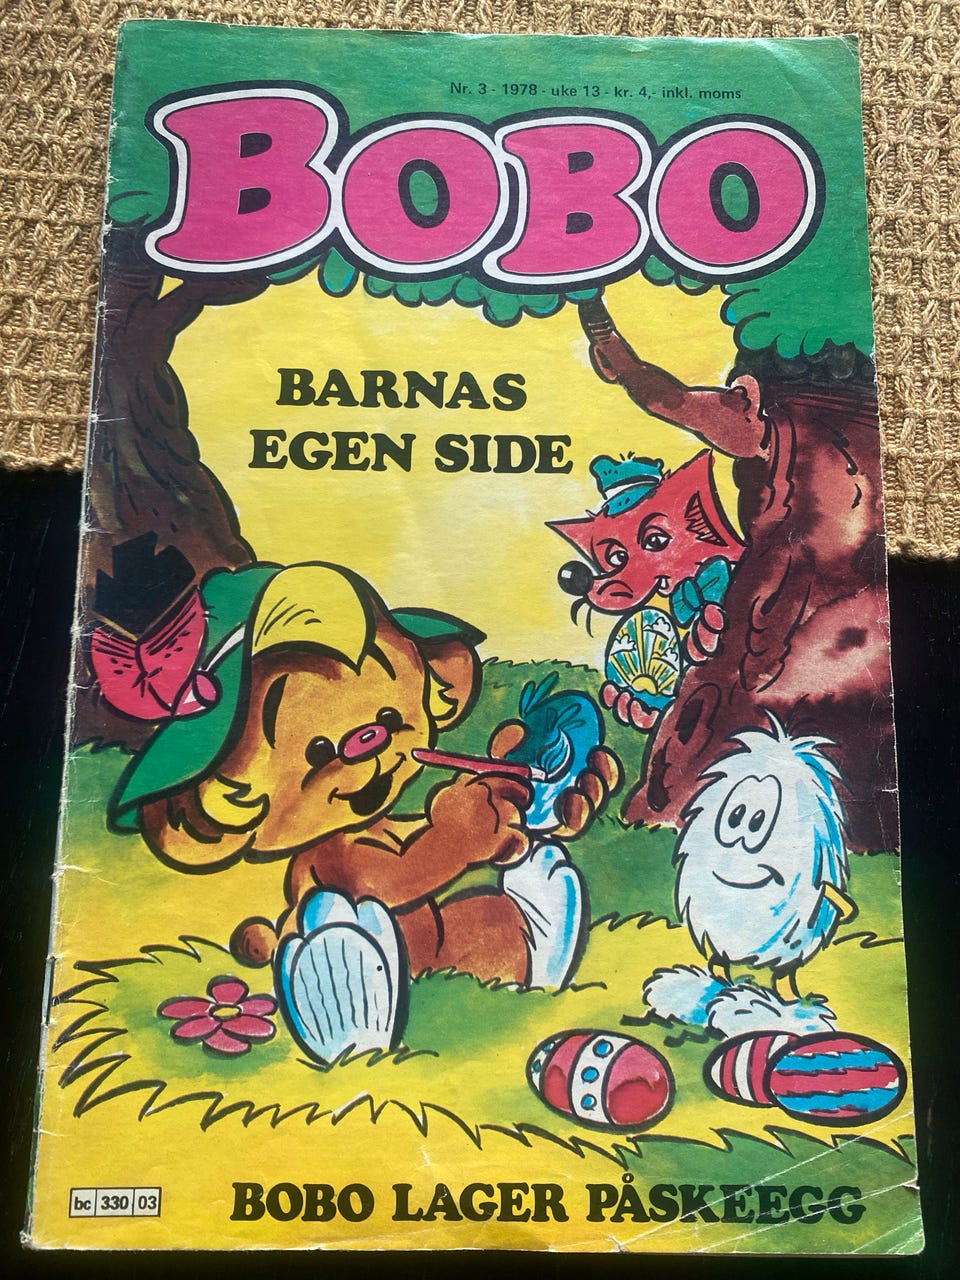 Nr. 3 - 1978 - uke 13 - kr. 4,- inkl. moms
BOBO
BARNAS
EGEN SIDE
bc 330 03
BOBO LAGER PÅSKEEGG